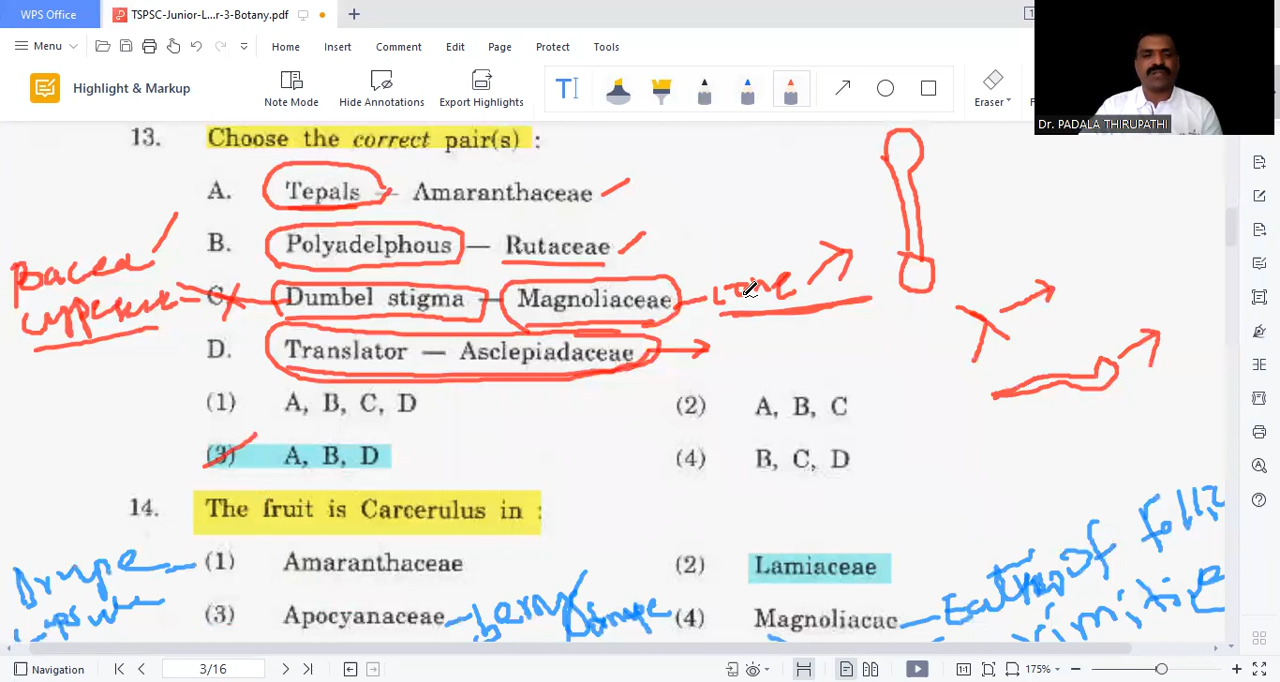 WPS Office
TSPSC-Junior-L...r-3-Botany.pdf
Menu
Home Insert Comment Edit Page Protect Tools
Highlight & Markup
Note Mode Hide Annotations Export Highlights
Eraser
Dr. PADALA THIRUPATHI
13. Choose the correct pair(s) :
A. Tepals — Amaranthaceae
B. Polyadelphous — Rutaceae
C. Dumbel stigma — Magnoliaceae
D. Translator — Asclepiadaceae
(1) A, B, C, D
(2) A, B, C
(3) A, B, D
(4) B, C, D
14. The fruit is Carcerulus in :
(1) Amaranthaceae
(2) Lamiaceae
Drupe
(3) Apocyanaceae
(4) Magnoliacac
Navigation 3/16 175%